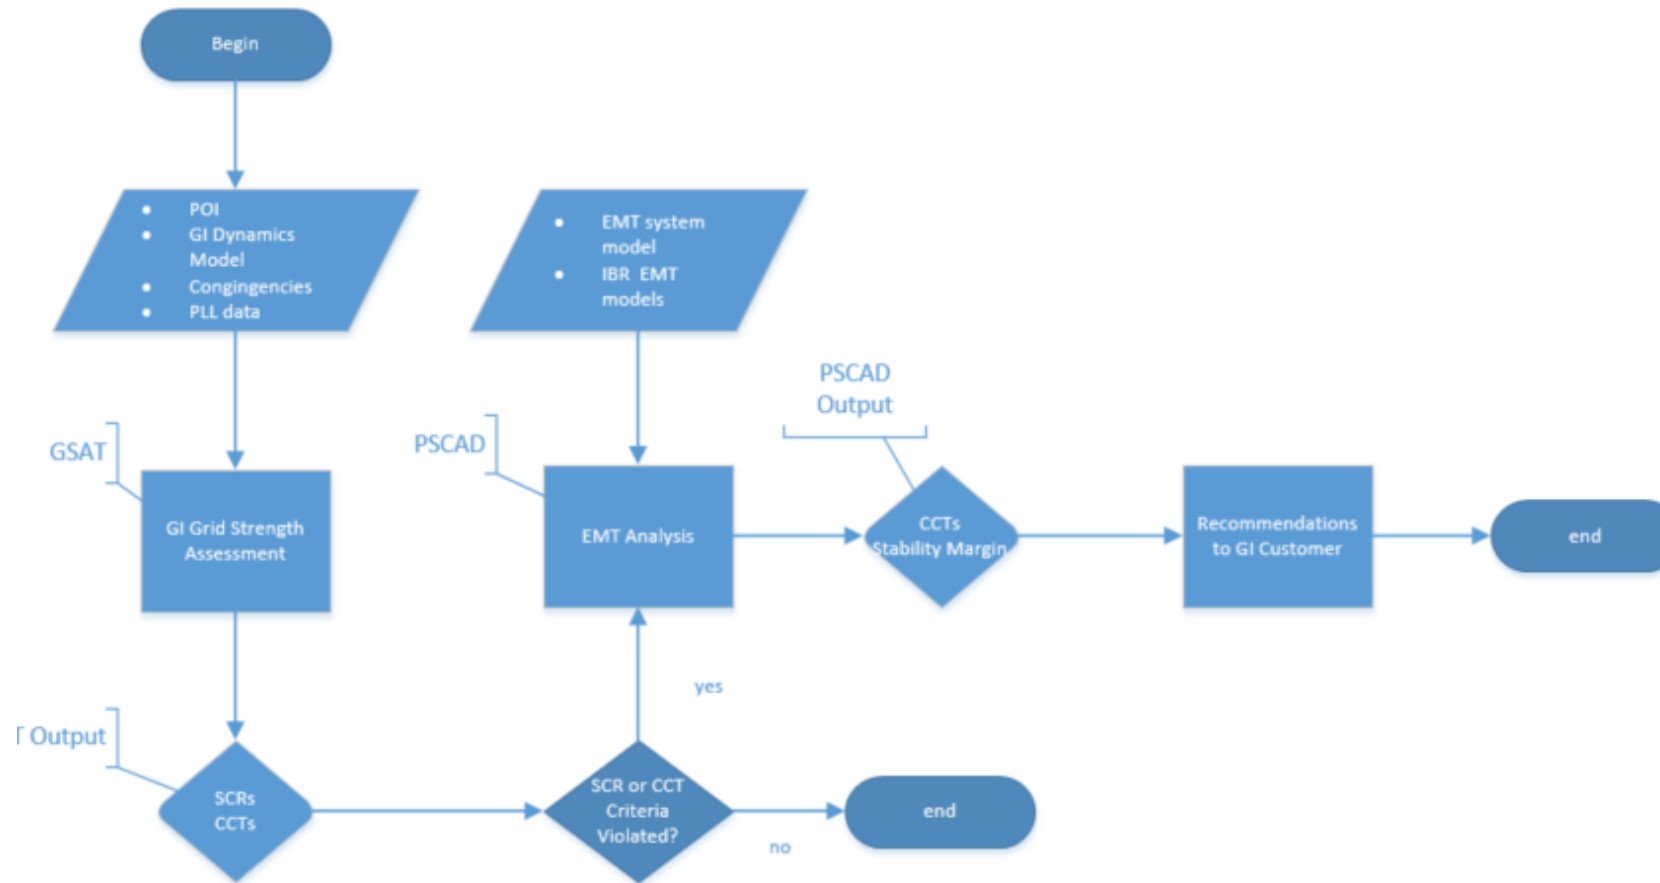 Begin
POI
GI Dynamics
Model
Congingencies
PLL data
EMT system
model
IBR EMT
models
GSAT
GI Grid Strength
Assessment
PSCAD
EMT Analysis
PSCAD
Output
CCTs
Stability Margin
Recommendations
to GI Customer
end
yes
T Output
SCRs
CCTs
SCR or CCT
Criteria
Violated?
no
end